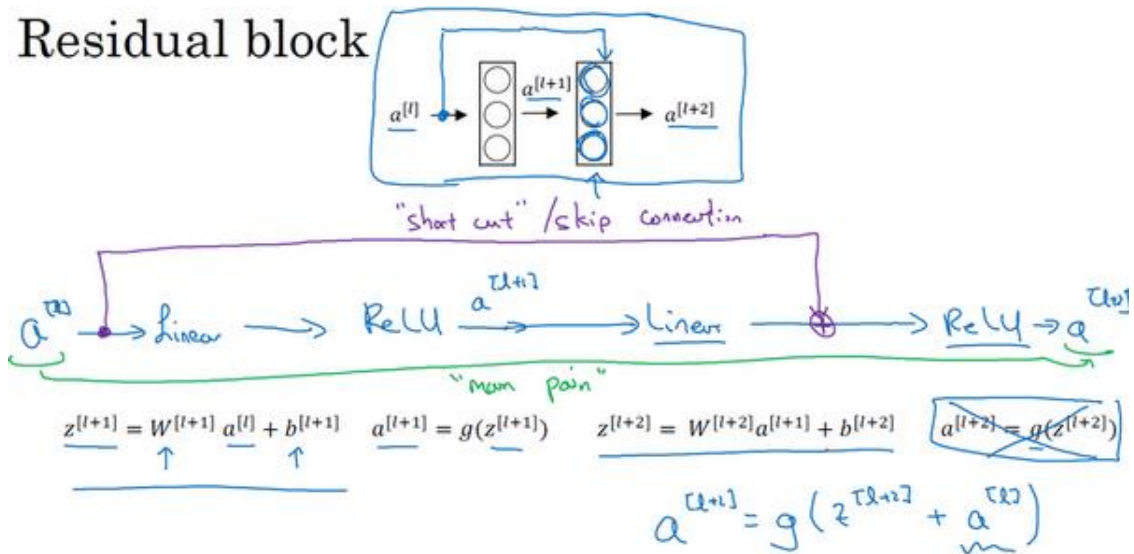 Residual block
a^[l] a^[l+1] a^[l+2]
"short cut" / skip connection
a^[l] Linear ReLU a^[l+1] Linear + ReLU a^[l+2]
"main path"
z^[l+1] = W^[l+1] a^[l] + b^[l+1] a^[l+1] = g(z^[l+1]) z^[l+2] = W^[l+2]a^[l+1] + b^[l+2] a^[l+2] = g(z^[l+2])
a^[l+2] = g(z^[l+2] + a^[l])